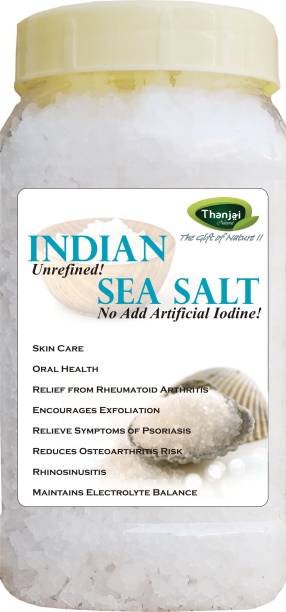 Thanjai
Natural
The Gift of Nature !!
INDIAN
Unrefined!
SEA SALT
No Add Artificial Iodine!
Skin Care
Oral Health
Relief from Rheumatoid Arthritis
Encourages Exfoliation
Relieve Symptoms of Psoriasis
Reduces Osteoarthritis Risk
Rhinosinusitis
Maintains Electrolyte Balance